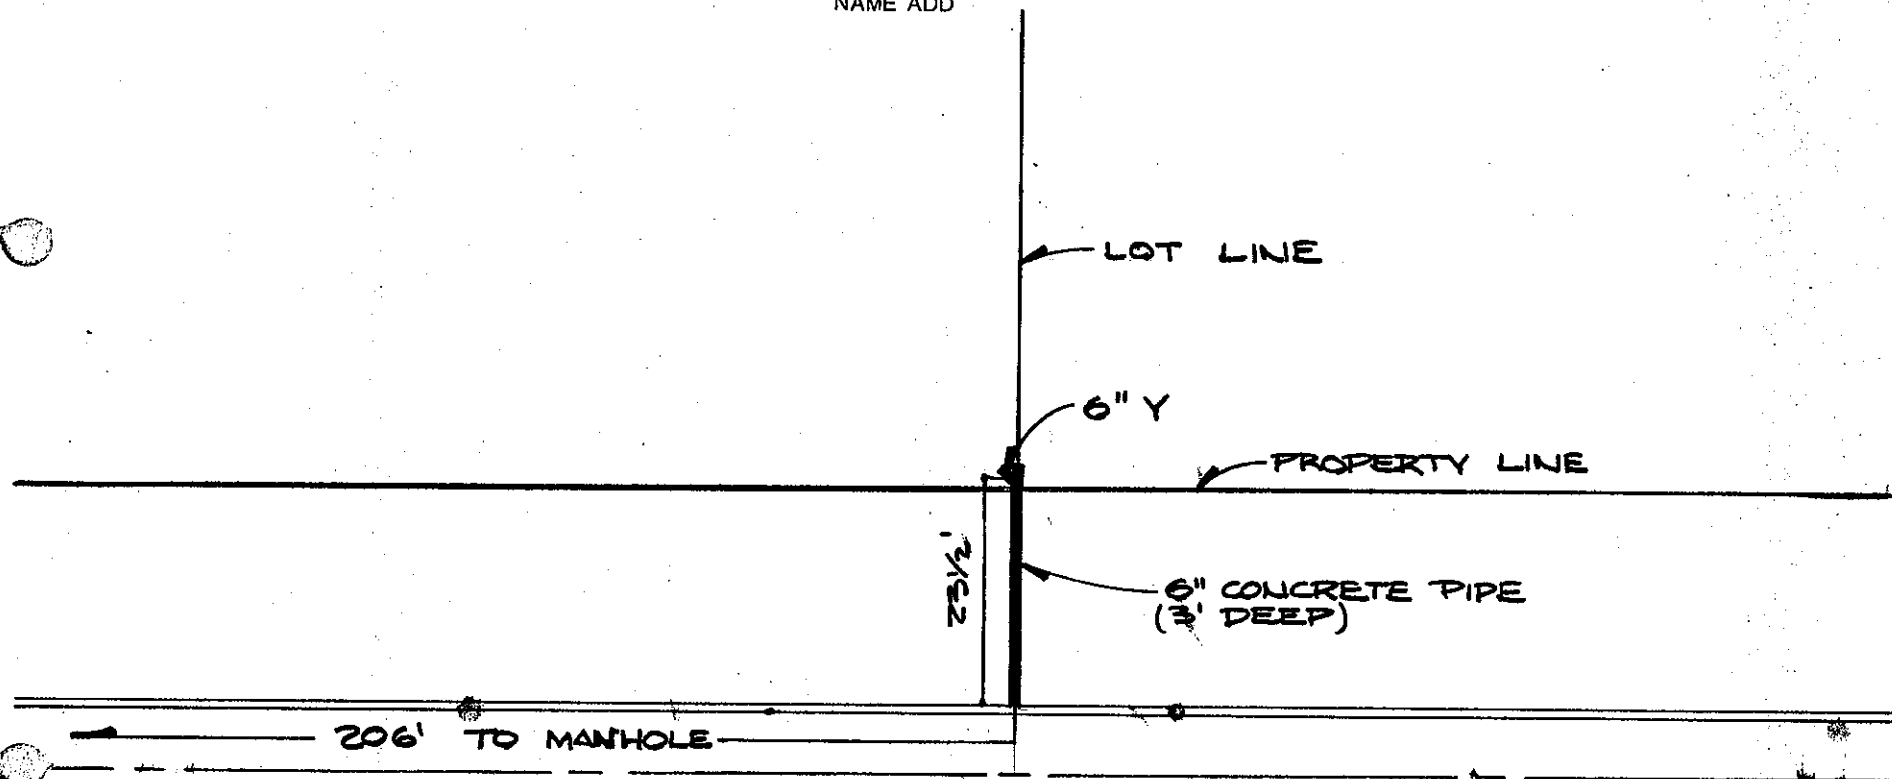 NAME ADD
LOT LINE
6" Y
PROPERTY LINE
23½'
6" CONCRETE PIPE
(3' DEEP)
206' TO MANHOLE